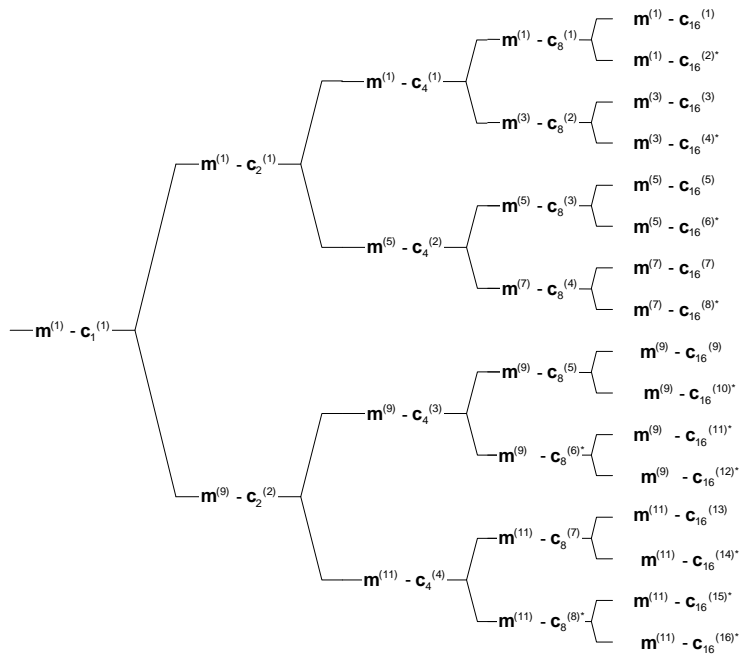 m(1) - c16(1)
m(1) - c8(1)
m(1) - c16(2)*
m(1) - c4(1)
m(3) - c16(3)
m(3) - c8(2)
m(3) - c16(4)*
m(1) - c2(1)
m(5) - c16(5)
m(5) - c8(3)
m(5) - c16(6)*
m(5) - c4(2)
m(7) - c16(7)
m(7) - c8(4)
m(7) - c16(8)*
m(1) - c1(1)
m(9) - c16(9)
m(9) - c8(5)
m(9) - c16(10)*
m(9) - c4(3)
m(9) - c16(11)*
m(9) - c8(6)*
m(9) - c16(12)*
m(9) - c2(2)
m(11) - c16(13)
m(11) - c8(7)
m(11) - c16(14)*
m(11) - c4(4)
m(11) - c16(15)*
m(11) - c8(8)*
m(11) - c16(16)*